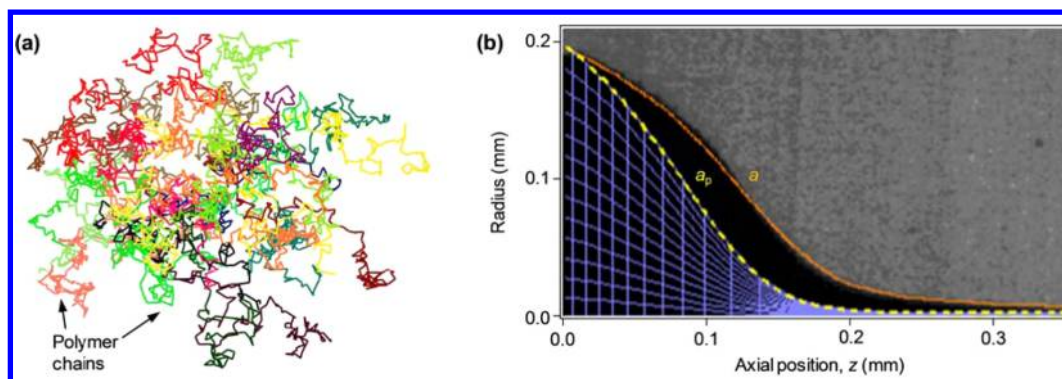 (a)
Polymer
chains
(b)
Radius (mm)
0.2
0.1
0.0
aₚ
a
0.0
0.1
0.2
0.3
Axial position, z (mm)